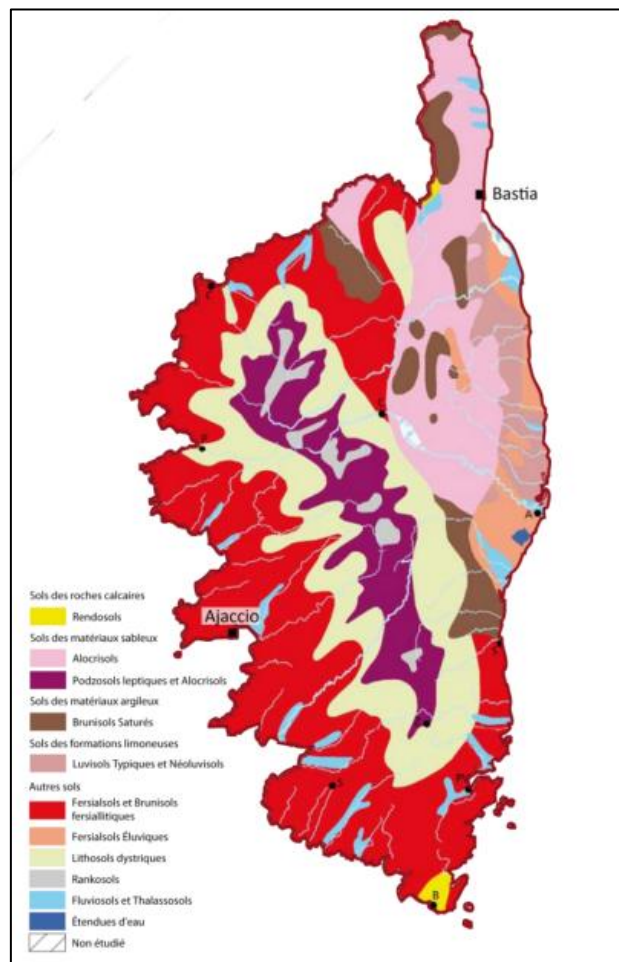 Bastia
C
C
P
A
Sols des roches calcaires
Rendosols
Sols des matériaux sableux
Ajaccio
Alocrisols
Podzosols leptiques et Alocrisols
Sols des matériaux argileux
Brunisols Saturés
Sols des formations limoneuses
Luvisols Typiques et Néoluvisols
Autres sols
Fersialsols et Brunisols
fersiallitiques
S
Fersialsols Éluviques
Lithosols dystriques
Rankosols
Fluviosols et Thalassosols
B
Étendues d'eau
Non étudié